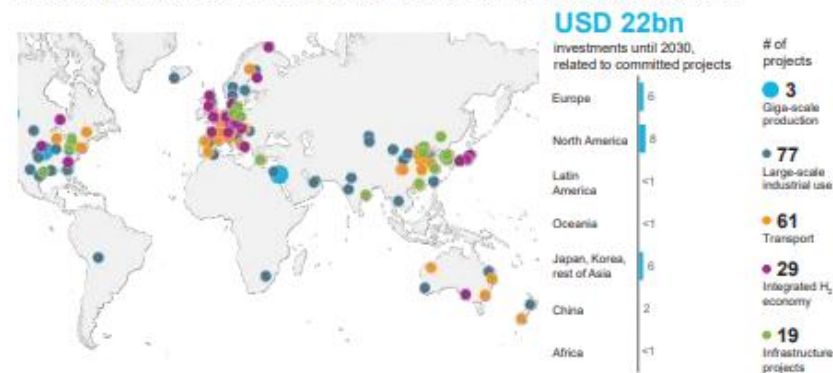 USD 22bn
investments until 2030,
related to committed projects
Europe
6
North America
8
Latin
America
<1
Oceania
<1
Japan, Korea,
rest of Asia
6
China
2
Africa
<1
# of
projects
3
Giga-scale
production
77
Large-scale
industrial use
61
Transport
29
Integrated H₂
economy
19
Infrastructure
projects